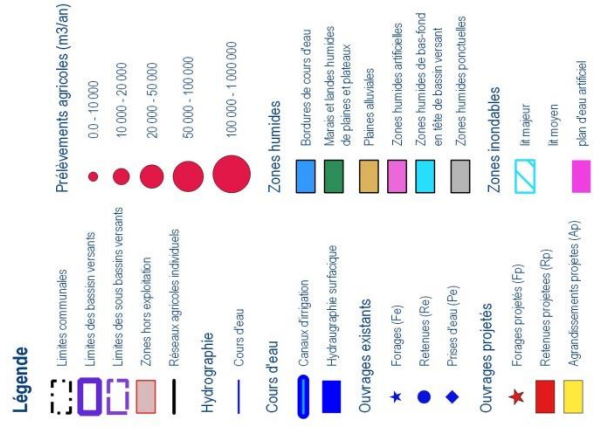 Légende
Limites communales
Limites des bassisn versants
Limites des sous bassins versants
Zones hors exploitation
Réseaux agricoles individuels
Hydrographie
Cours d'eau
Cours d'eau
Canaux d'irrigation
Hydraugraphie surfacique
Ouvrages existants
Forages (Fe)
Retenues (Re)
Prises d'eau (Pe)
Ouvrages projetés
Forages projetés (Fp)
Retenues projetees (Rp)
Agrandissements projetes (Ap)
Prélèvements agricoles (m3/an)
0.0 - 10 000
10 000 - 20 000
20 000 - 50 000
50 000 - 100 000
100 000 - 1 000 000
Zones humides
Bordures de cours d'eau
Marais et landes humides
de plaines et plateaux
Plaines alluviales
Zones humides artificielles
Zones humides de bas-fond
en tête de bassin versant
Zones humides ponctuelles
Zones inondables
lit majeur
lit moyen
plan d'eau artificiel